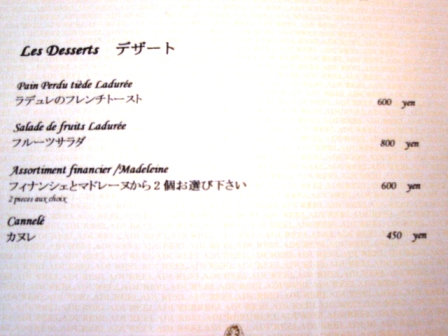 Les Desserts デザート
Pain Perdu tiède Ladurée
ラデュレのフレンチトースト 600 yen
Salade de fruits Ladurée
フルーツサラダ 800 yen
Assortiment financier /Madeleine
フィナンシェとマドレーヌから2個お選び下さい 600 yen
2 pieces aux choix
Cannelé
カヌレ 450 yen